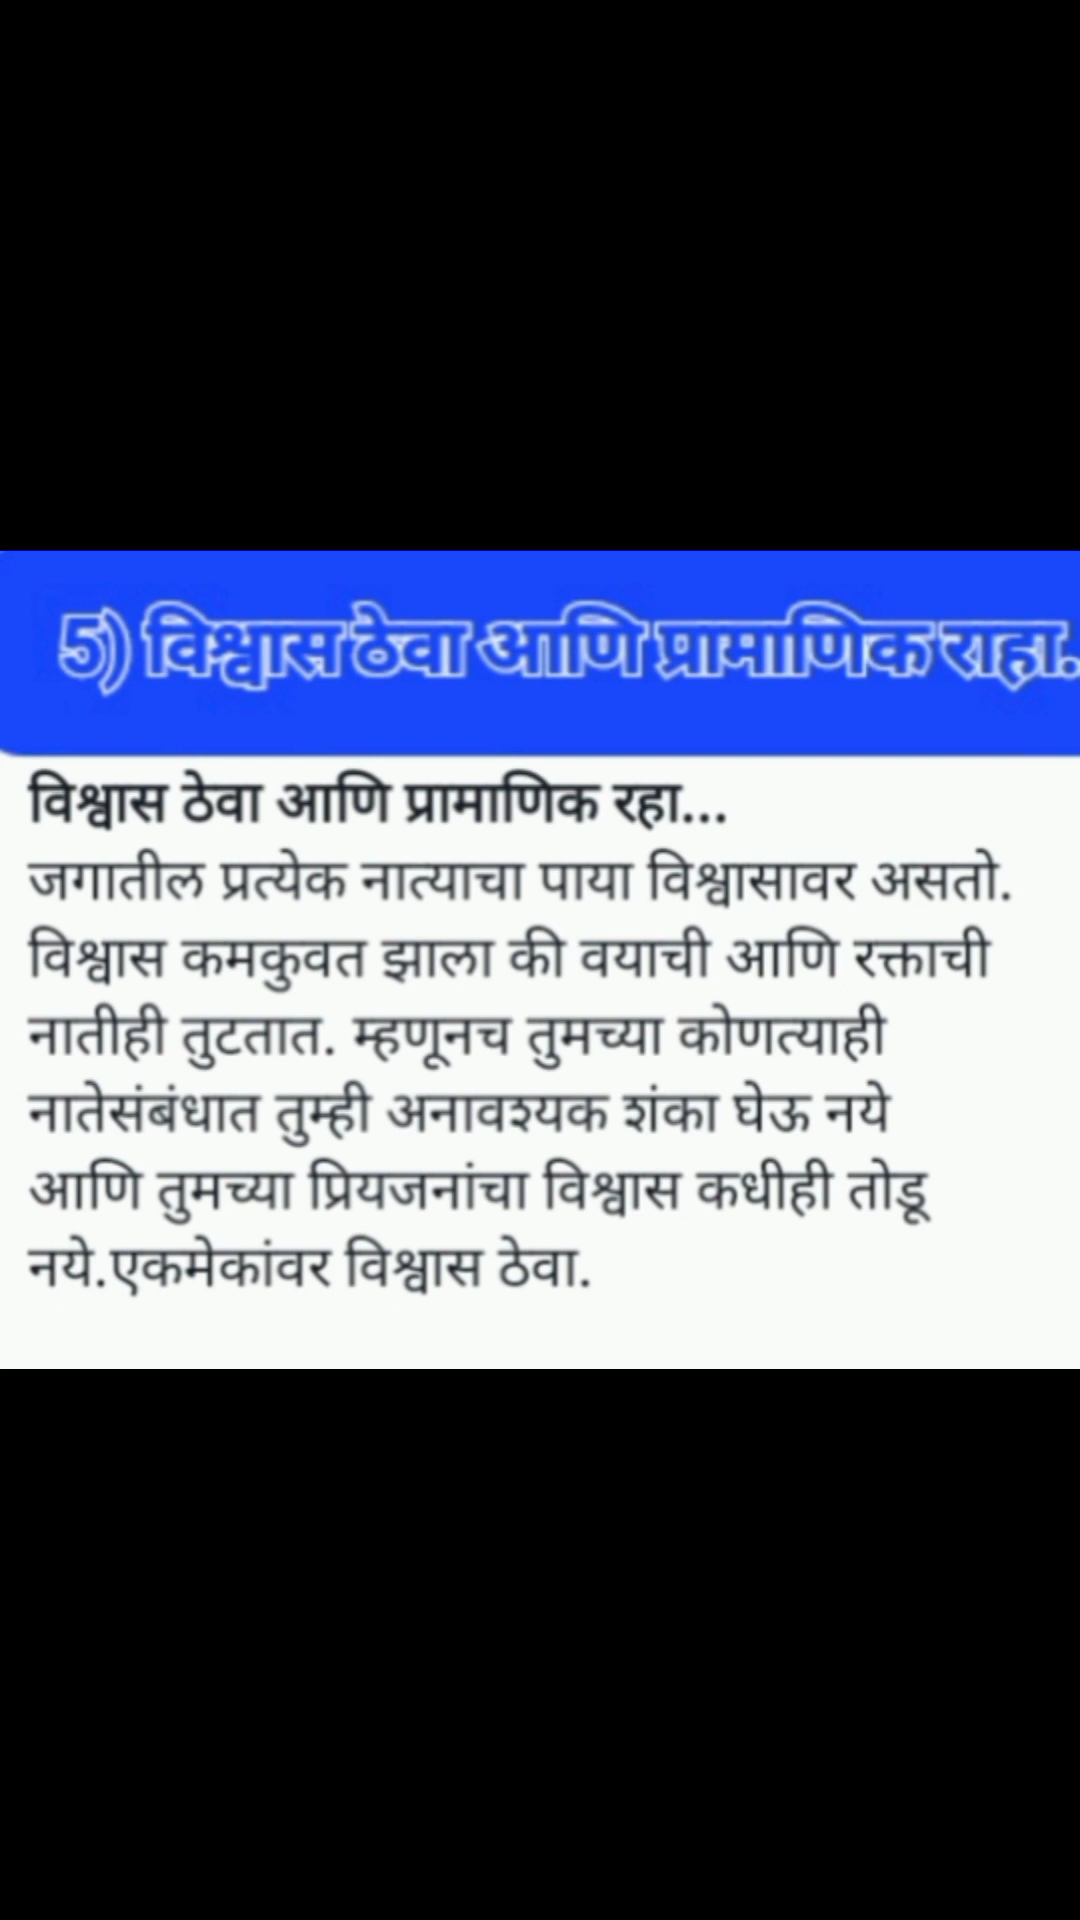 5) विश्वास ठेवा आणि प्रामाणिक राहा.
विश्वास ठेवा आणि प्रामाणिक रहा...
जगातील प्रत्येक नात्याचा पाया विश्वासावर असतो.
विश्वास कमकुवत झाला की वयाची आणि रक्ताची
नातीही तुटतात. म्हणूनच तुमच्या कोणत्याही
नातेसंबंधात तुम्ही अनावश्यक शंका घेऊ नये
आणि तुमच्या प्रियजनांचा विश्वास कधीही तोडू
नये.एकमेकांवर विश्वास ठेवा.